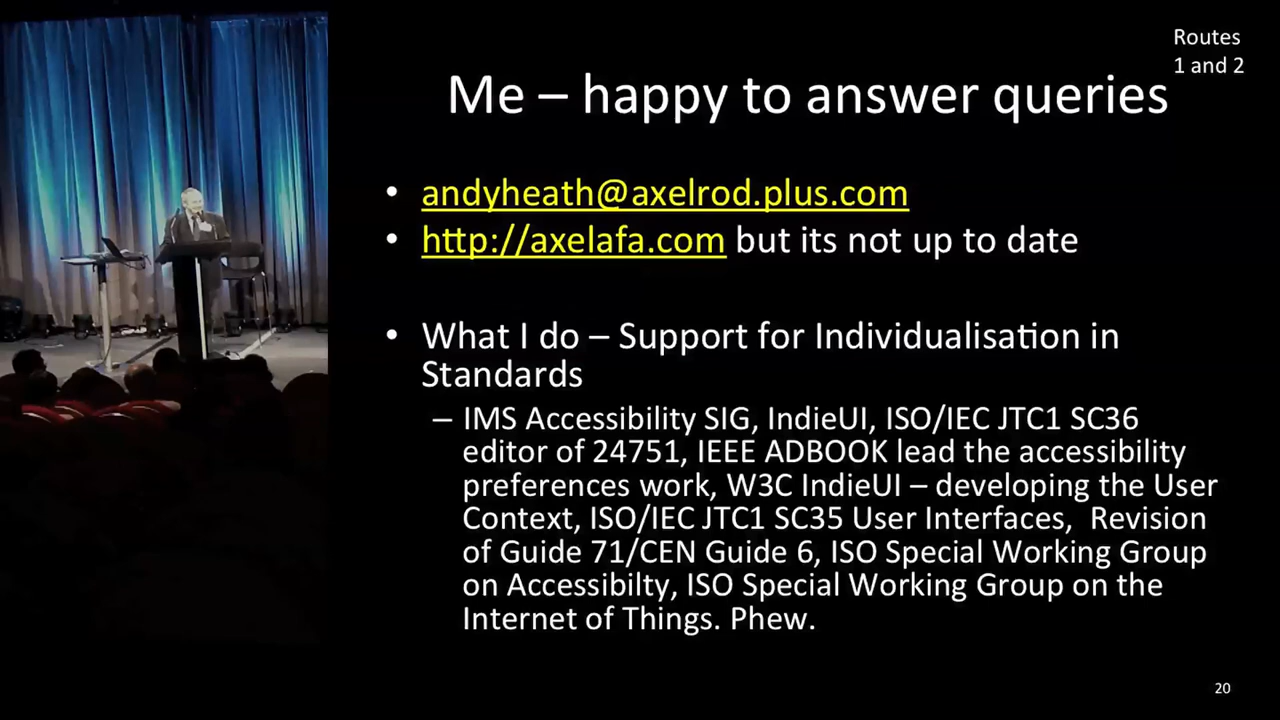 Routes
1 and 2
Me – happy to answer queries
• andyheath@axelrod.plus.com
• http://axelafa.com but its not up to date
• What I do – Support for Individualisation in
Standards
– IMS Accessibility SIG, IndieUI, ISO/IEC JTC1 SC36
editor of 24751, IEEE ADBOOK lead the accessibility
preferences work, W3C IndieUI – developing the User
Context, ISO/IEC JTC1 SC35 User Interfaces,  Revision
of Guide 71/CEN Guide 6, ISO Special Working Group
on Accessibilty, ISO Special Working Group on the
Internet of Things. Phew.
20